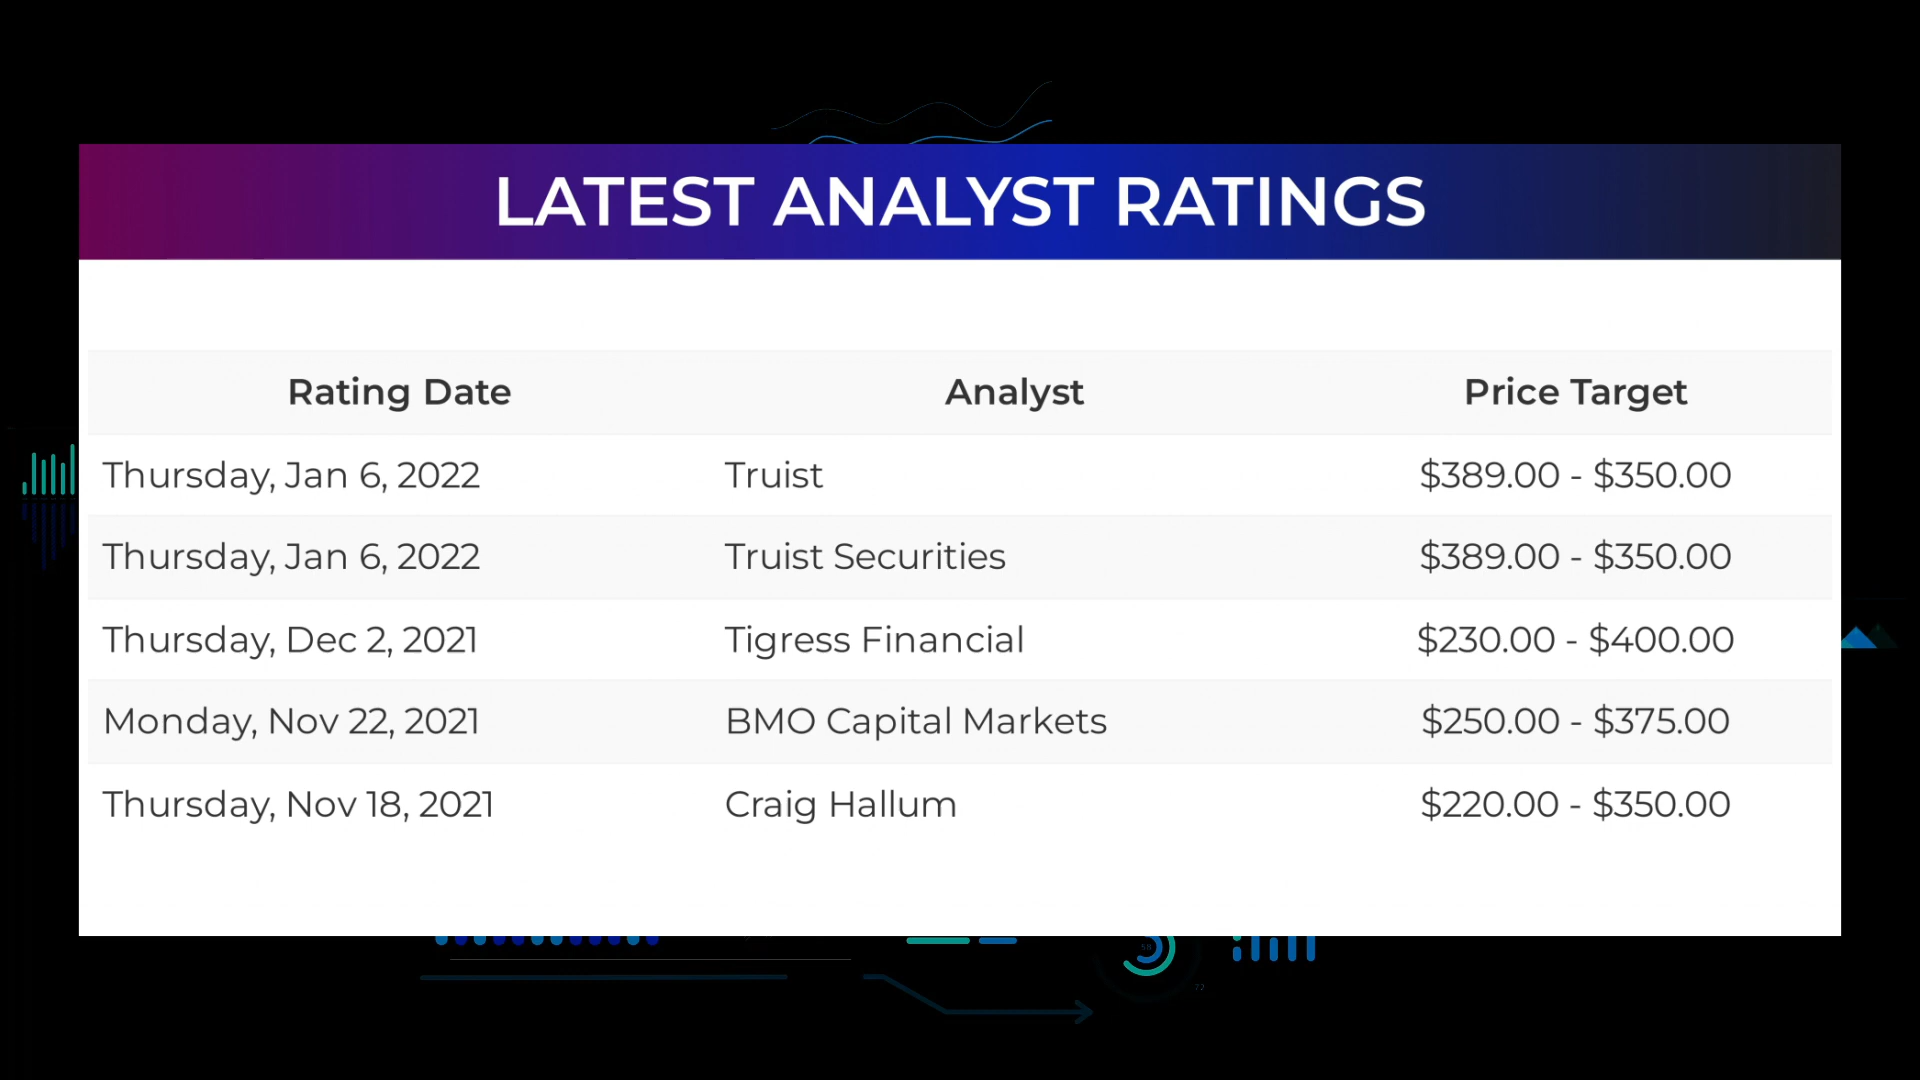 LATEST ANALYST RATINGS
Rating Date Analyst Price Target
Thursday, Jan 6, 2022 Truist $389.00 - $350.00
Thursday, Jan 6, 2022 Truist Securities $389.00 - $350.00
Thursday, Dec 2, 2021 Tigress Financial $230.00 - $400.00
Monday, Nov 22, 2021 BMO Capital Markets $250.00 - $375.00
Thursday, Nov 18, 2021 Craig Hallum $220.00 - $350.00
72